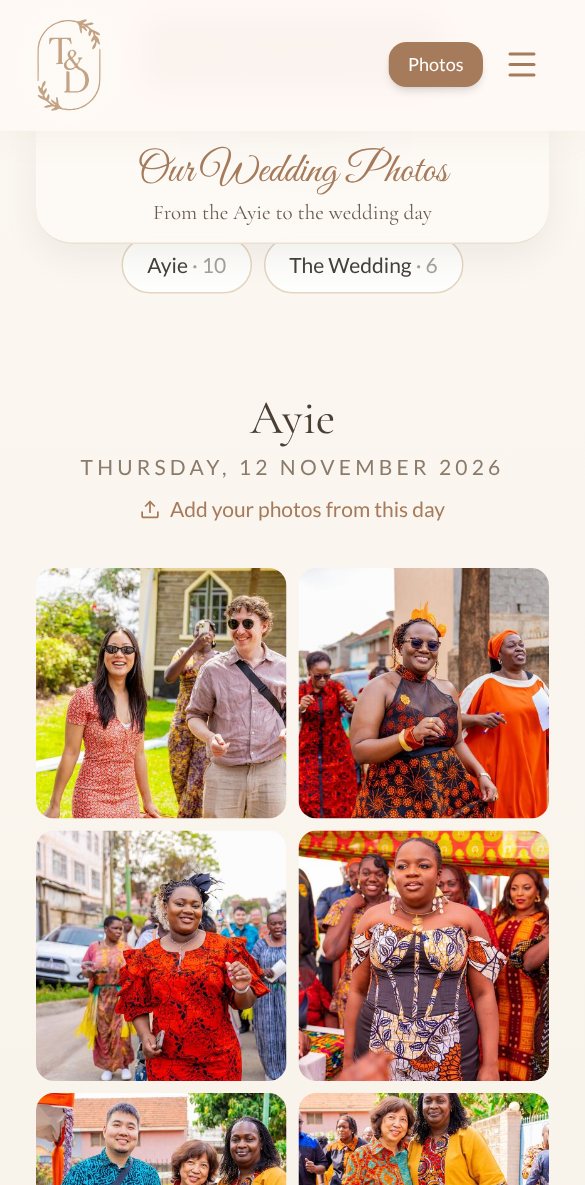 T
&
D
Photos
Our Wedding Photos
From the Ayie to the wedding day
Ayie · 10
The Wedding · 6
Ayie
THURSDAY, 12 NOVEMBER 2026
Add your photos from this day